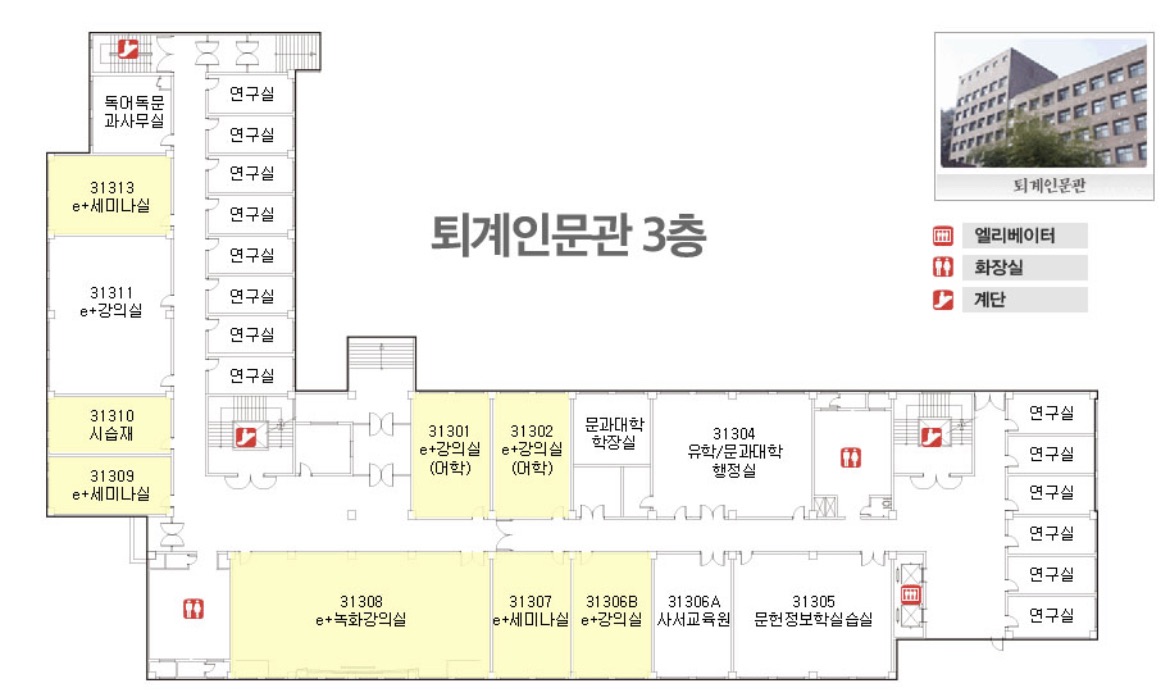 독어독문
과사무실
연구실
연구실
연구실
연구실
연구실
연구실
연구실
연구실
31313
e+세미나실
31311
e+강의실
31310
시습재
31309
e+세미나실
퇴계인문관 3층
퇴계인문관
엘리베이터
화장실
계단
31301
e+강의실
(어학)
31302
e+강의실
(어학)
문과대학
학장실
31304
유학/문과대학
행정실
연구실
연구실
연구실
연구실
연구실
연구실
31308
e+녹화강의실
31307
e+세미나실
31306B
e+강의실
31306A
사서교육원
31305
문헌정보학실습실